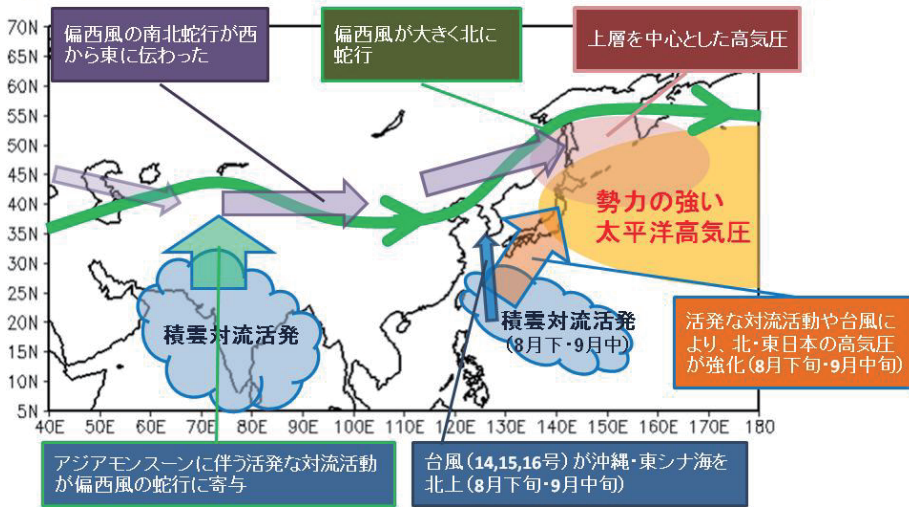 偏西風の南北蛇行が西
から東に伝わった
偏西風が大きく北に
蛇行
上層を中心とした高気圧
70N
65N
60N
55N
50N
45N
40N
35N
30N
25N
20N
15N
10N
5N
勢力の強い
太平洋高気圧
積雲対流活発
積雲対流活発
(8月下・9月中)
活発な対流活動や台風に
より、北・東日本の高気圧
が強化(8月下旬・9月中旬)
40E 50E 60E 70E 80E 90E 100E 110E 120E 130E 140E 150E 160E 170E 180
アジアモンスーンに伴う活発な対流活動
が偏西風の蛇行に寄与
台風(14,15,16号)が沖縄・東シナ海を
北上(8月下旬・9月中旬)